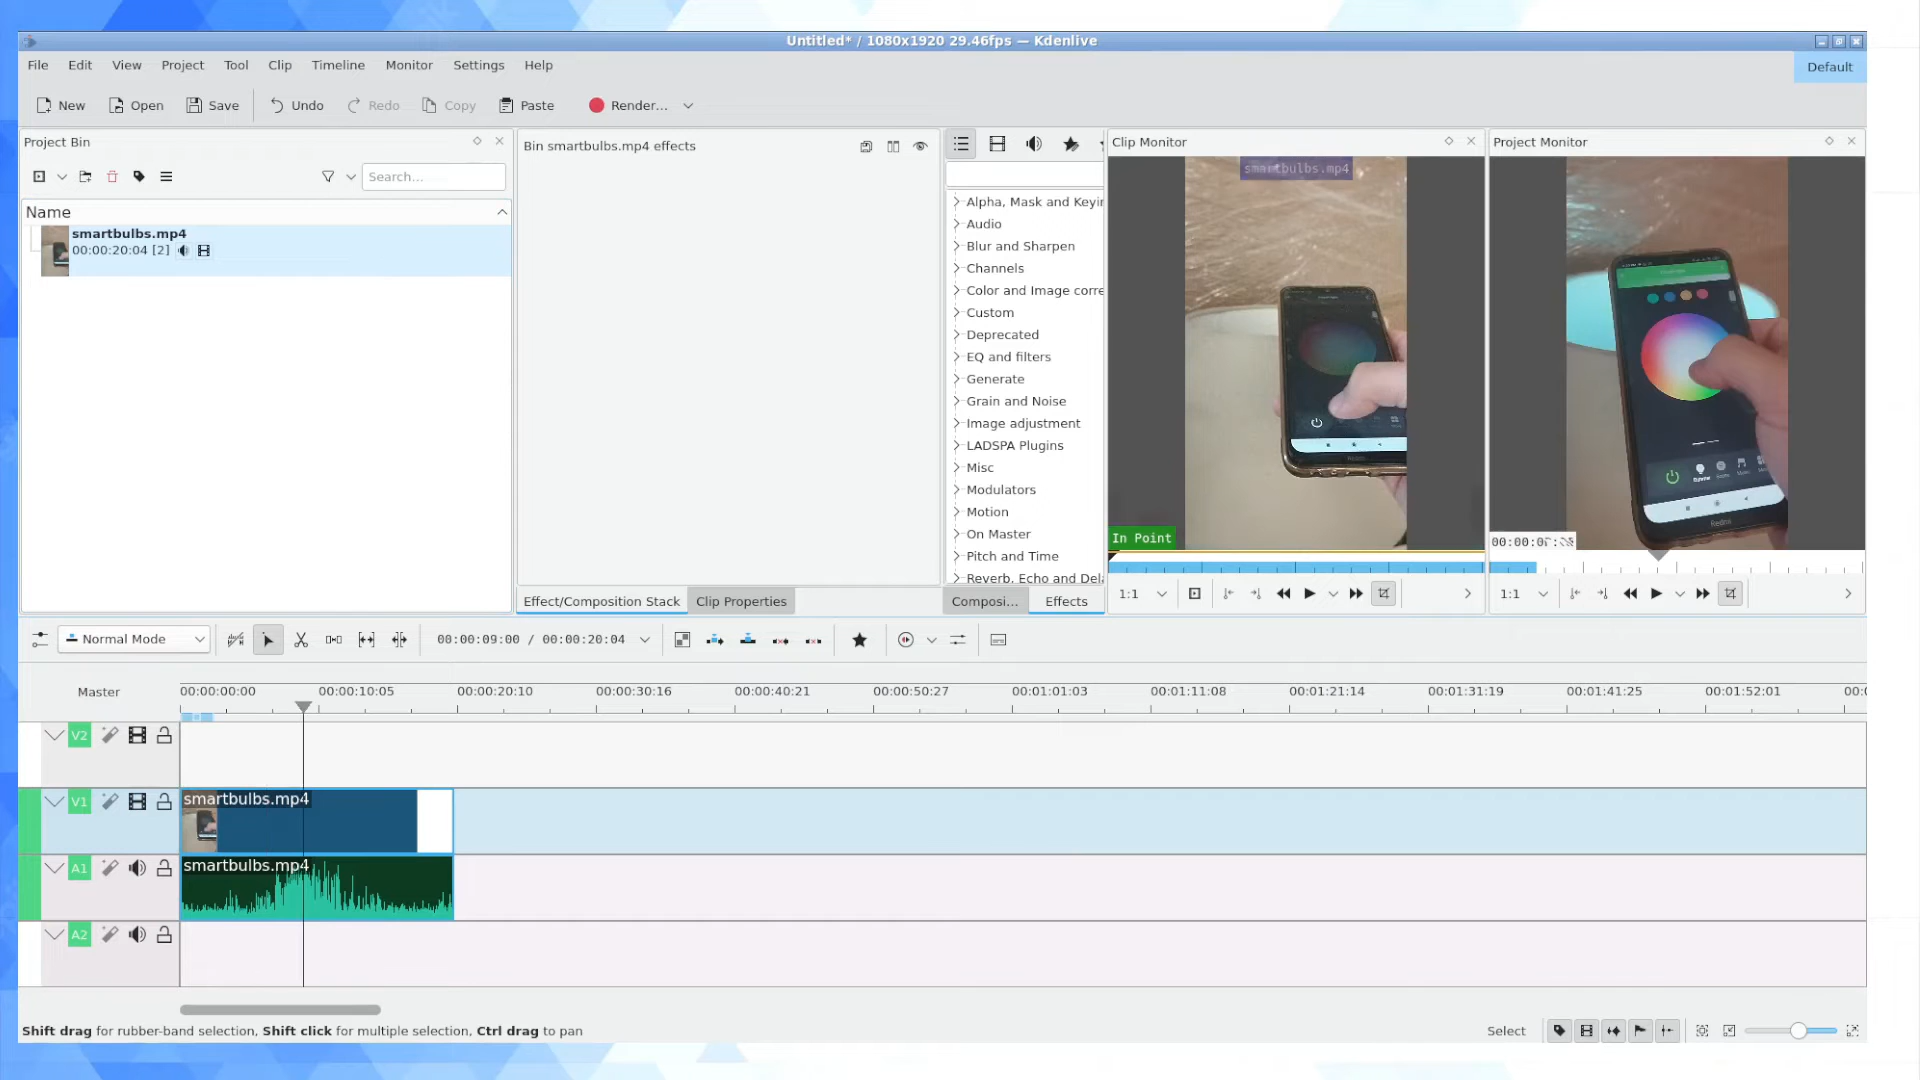 Untitled* / 1080x1920 29.46fps — Kdenlive
File Edit View Project Tool Clip Timeline Monitor Settings Help
Default
New Open Save Undo Redo Copy Paste Render...
Project Bin
Search...
Name
smartbulbs.mp4
00:00:20:04 [2]
Bin smartbulbs.mp4 effects
Effect/Composition Stack Clip Properties
Alpha, Mask and Keyin
Audio
Blur and Sharpen
Channels
Color and Image corre
Custom
Deprecated
EQ and filters
Generate
Grain and Noise
Image adjustment
LADSPA Plugins
Misc
Modulators
Motion
On Master
Pitch and Time
Reverb, Echo and Dela
Composi... Effects
Clip Monitor
smartbulbs.mp4
In Point
1:1
Project Monitor
Redmi
1:1
Normal Mode
00:00:09:00 / 00:00:20:04
Master
00:00:00:00 00:00:10:05 00:00:20:10 00:00:30:16 00:00:40:21 00:00:50:27 00:01:01:03 00:01:11:08 00:01:21:14 00:01:31:19 00:01:41:25 00:01:52:01
V2
V1
smartbulbs.mp4
A1
smartbulbs.mp4
A2
Shift drag for rubber-band selection, Shift click for multiple selection, Ctrl drag to pan
Select